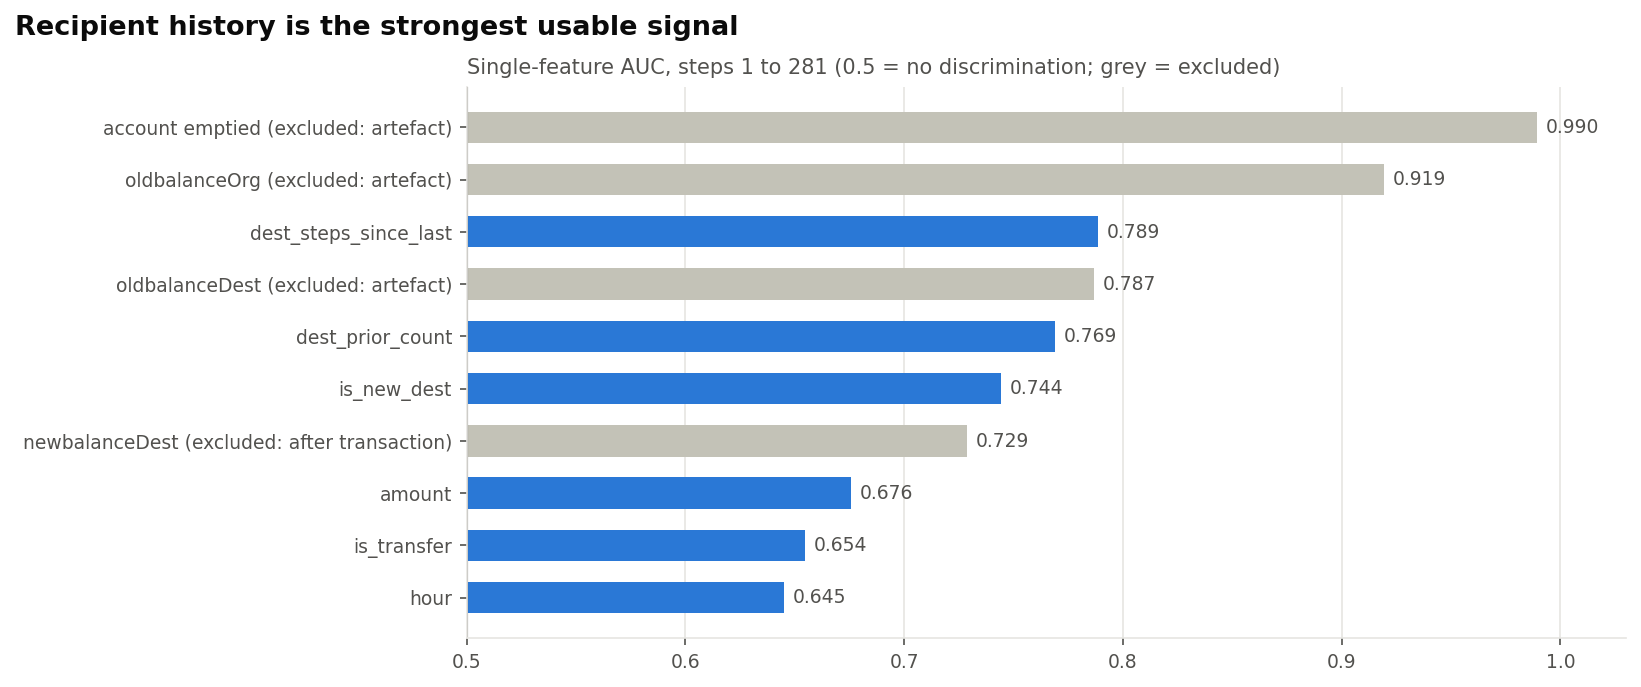 Recipient history is the strongest usable signal
Single-feature AUC, steps 1 to 281 (0.5 = no discrimination; grey = excluded)
account emptied (excluded: artefact) 0.990
oldbalanceOrg (excluded: artefact) 0.919
dest_steps_since_last 0.789
oldbalanceDest (excluded: artefact) 0.787
dest_prior_count 0.769
is_new_dest 0.744
newbalanceDest (excluded: after transaction) 0.729
amount 0.676
is_transfer 0.654
hour 0.645
0.5 0.6 0.7 0.8 0.9 1.0